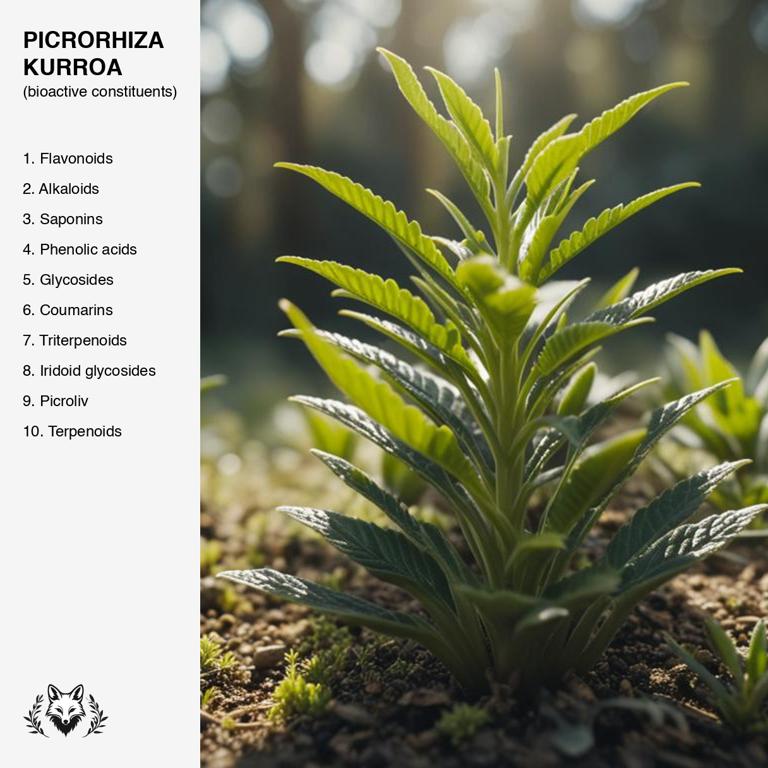 PICRORHIZA
KURROA
(bioactive constituents)
1. Flavonoids
2. Alkaloids
3. Saponins
4. Phenolic acids
5. Glycosides
6. Coumarins
7. Triterpenoids
8. Iridoid glycosides
9. Picroliv
10. Terpenoids